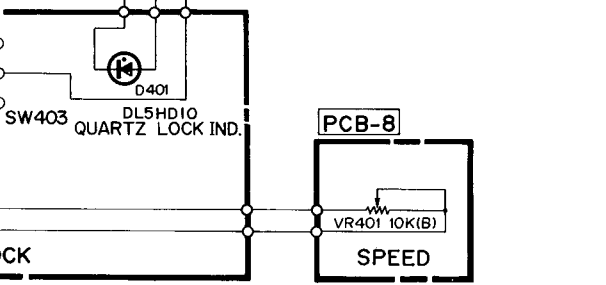 D401
DL5HD10
SW403
QUARTZ LOCK IND.
PCB-8
VR401 10K(B)
OCK
SPEED